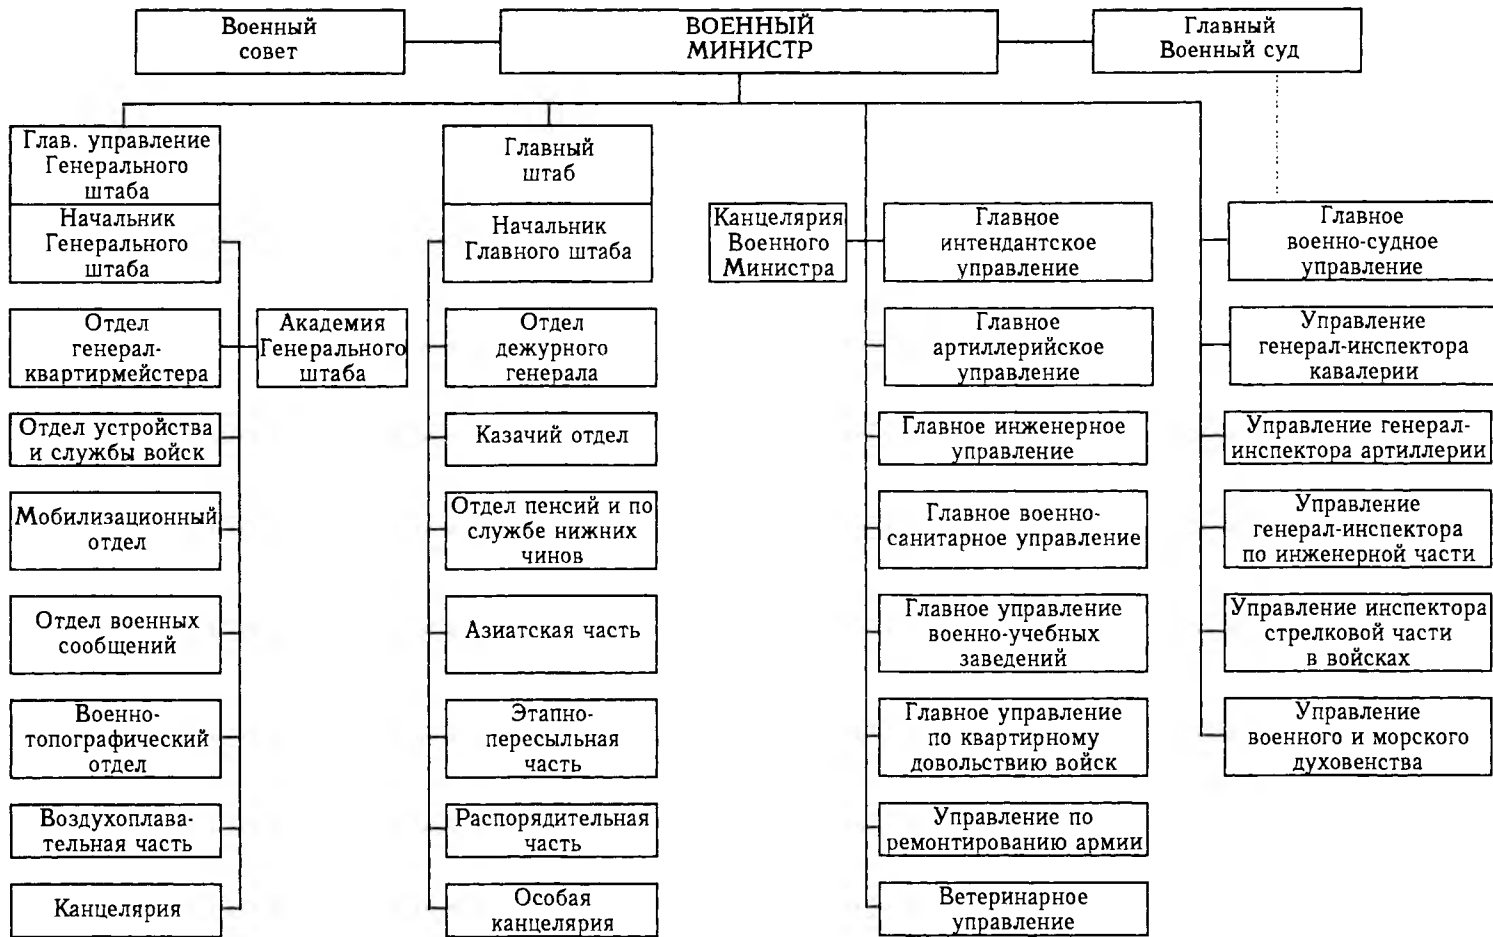 Военный
совет
ВОЕННЫЙ
МИНИСТР
Главный
Военный суд
Глав. управление
Генерального
штаба
Начальник
Генерального
штаба
Отдел
генерал-
квартирмейстера
Академия
Генерального
штаба
Отдел устройства
и службы войск
Мобилизационный
отдел
Отдел военных
сообщений
Военно-
топографический
отдел
Воздухоплава-
тельная часть
Канцелярия
Главный
штаб
Начальник
Главного штаба
Отдел
дежурного
генерала
Казачий отдел
Отдел пенсий и по
службе нижних
чинов
Азиатская часть
Этапно-
пересыльная
часть
Распорядительная
часть
Особая
канцелярия
Канцелярия
Военного
Министра
Главное
интендантское
управление
Главное
артиллерийское
управление
Главное инженерное
управление
Главное военно-
санитарное управление
Главное управление
военно-учебных
заведений
Главное управление
по квартирному
довольствию войск
Управление по
ремонтированию армии
Ветеринарное
управление
Главное
военно-судное
управление
Управление
генерал-инспектора
кавалерии
Управление генерал-
инспектора артиллерии
Управление
генерал-инспектора
по инженерной части
Управление инспектора
стрелковой части
в войсках
Управление
военного и морского
духовенства